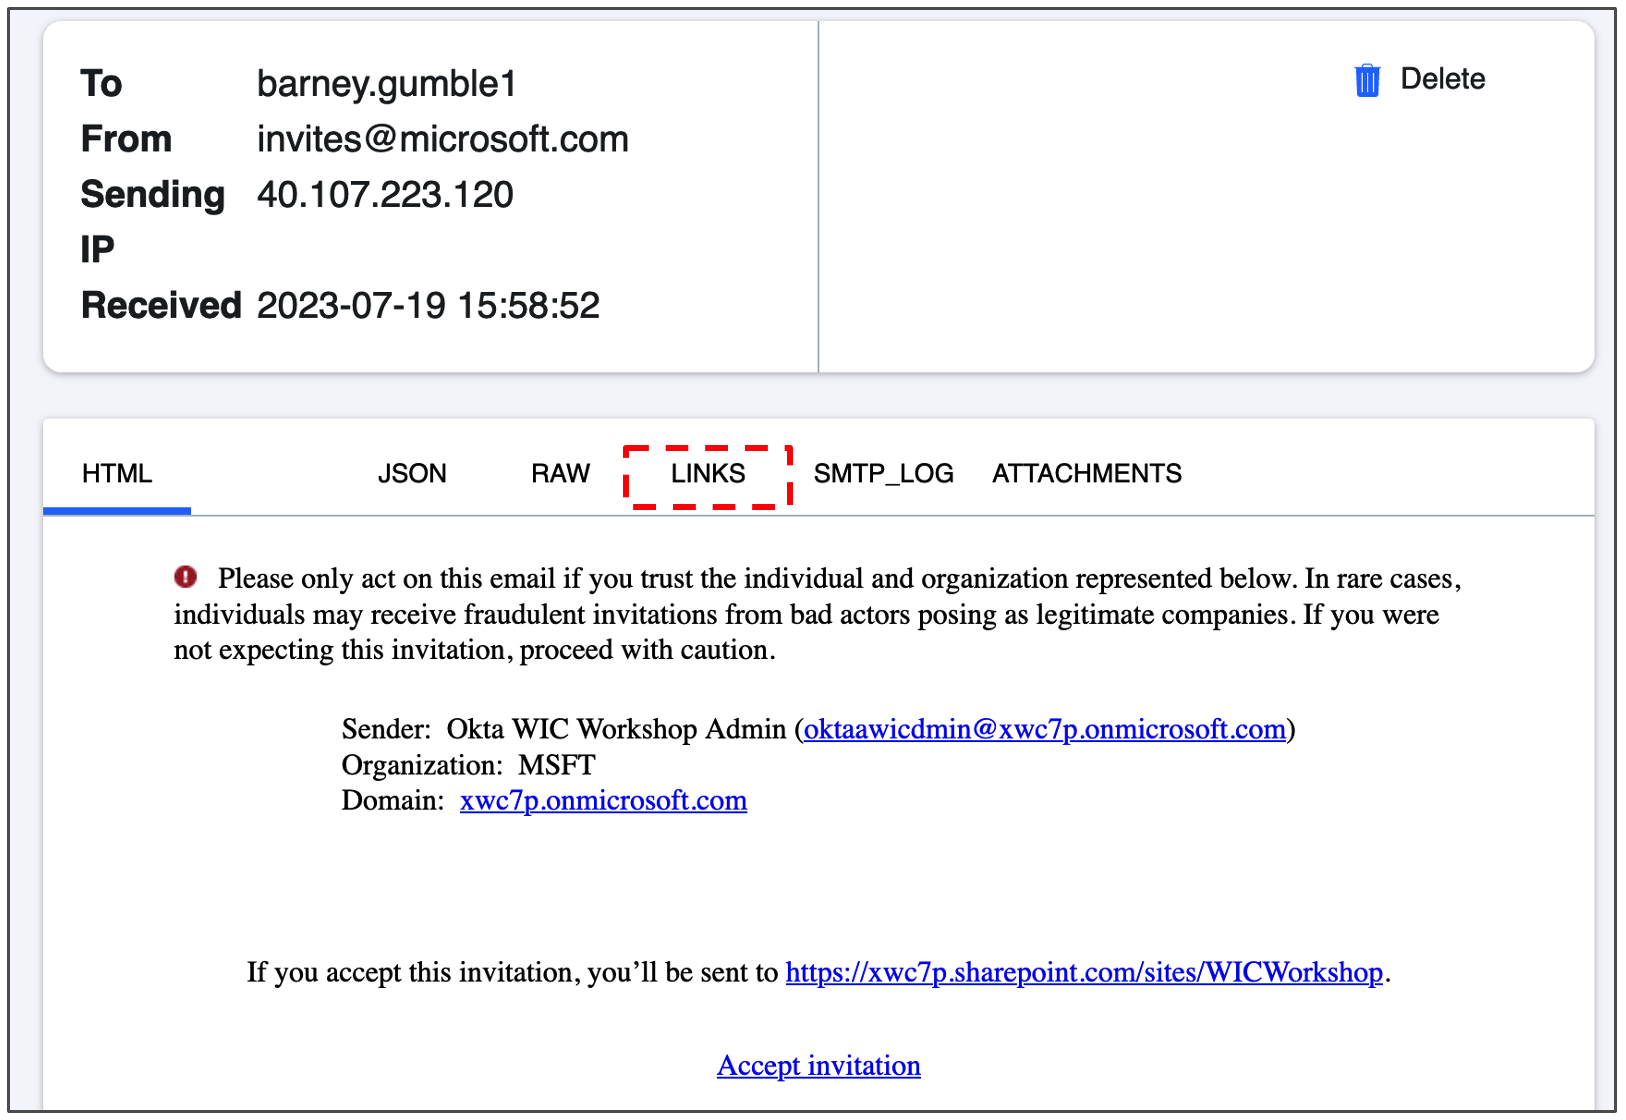 To barney.gumble1
Delete
From invites@microsoft.com
Sending 40.107.223.120
IP
Received 2023-07-19 15:58:52
HTML JSON RAW LINKS SMTP_LOG ATTACHMENTS
Please only act on this email if you trust the individual and organization represented below. In rare cases,
individuals may receive fraudulent invitations from bad actors posing as legitimate companies. If you were
not expecting this invitation, proceed with caution.
Sender: Okta WIC Workshop Admin (oktaawicdmin@xwc7p.onmicrosoft.com)
Organization: MSFT
Domain: xwc7p.onmicrosoft.com
If you accept this invitation, you’ll be sent to https://xwc7p.sharepoint.com/sites/WICWorkshop.
Accept invitation